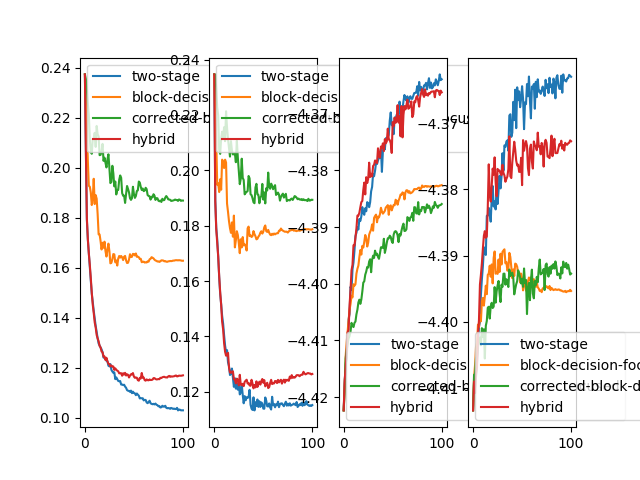 0.24
0.22
0.20
0.18
0.16
0.14
0.12
0.10
0
100
two-stage
block-decis
corrected-b
hybrid
0.24
0.22
0.20
0.18
0.16
0.14
0.12
0
100
two-stage
block-decis
corrected-b
hybrid
−4.37
−4.38
−4.39
−4.40
−4.41
−4.42
0
100
two-stage
block-decis
corrected-b
hybrid
−4.37
−4.38
−4.39
−4.40
−4.41
0
100
two-stage
block-decision-foc
corrected-block-d
hybrid